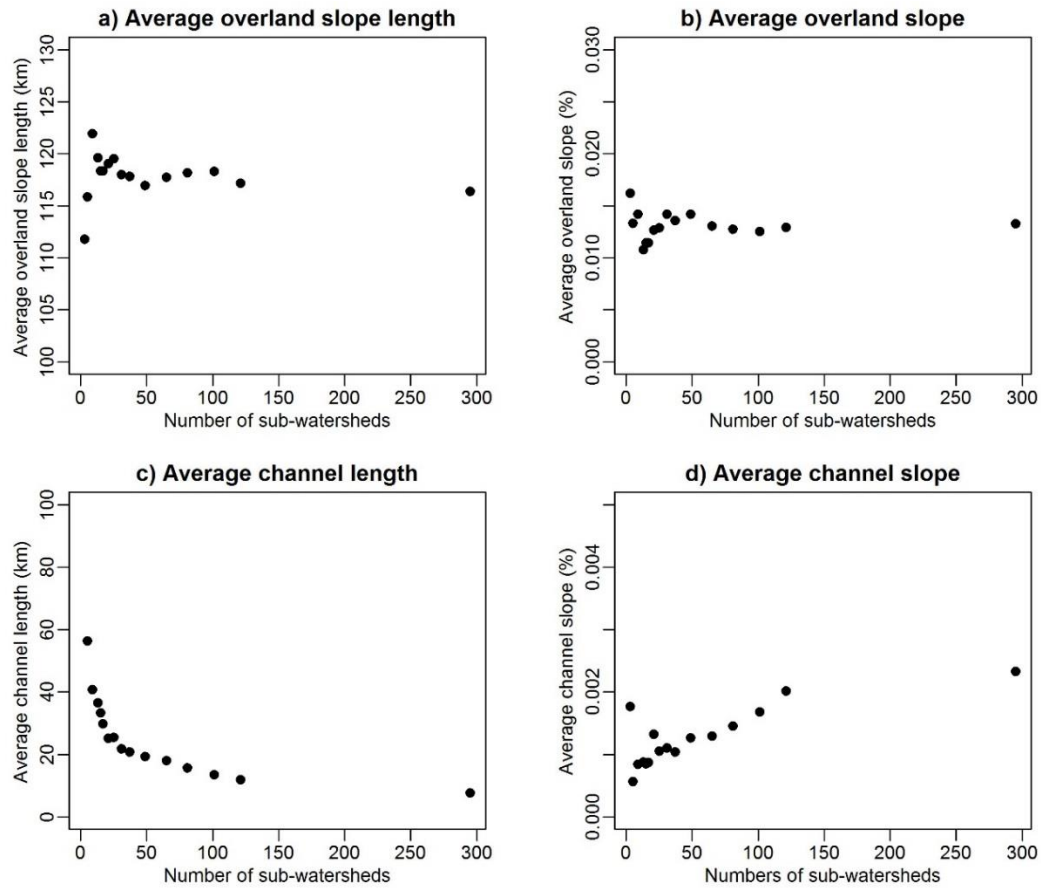 a) Average overland slope length
Average overland slope length (km)
130
125
120
115
110
105
100
0 50 100 150 200 250 300
Number of sub-watersheds
b) Average overland slope
Average overland slope (%)
0.030
0.020
0.010
0.000
0 50 100 150 200 250 300
Number of sub-watersheds
c) Average channel length
Average channel length (km)
100
80
60
40
20
0
0 50 100 150 200 250 300
Number of sub-watersheds
d) Average channel slope
Average channel slope (%)
0.004
0.002
0.000
0 50 100 150 200 250 300
Numbers of sub-watersheds